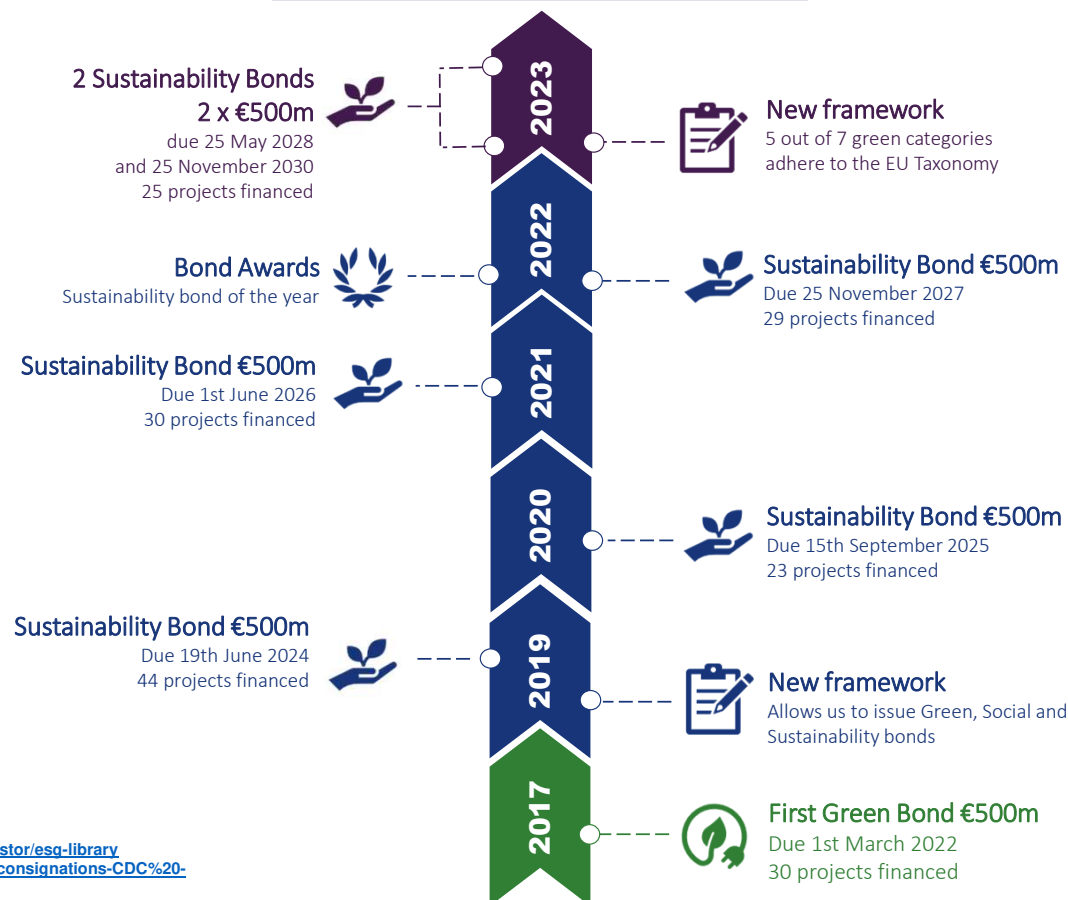 2023
2 Sustainability Bonds
2 x €500m
due 25 May 2028
and 25 November 2030
25 projects financed
New framework
5 out of 7 green categories
adhere to the EU Taxonomy
2022
Bond Awards
Sustainability bond of the year
Sustainability Bond €500m
Due 25 November 2027
29 projects financed
2021
Sustainability Bond €500m
Due 1st June 2026
30 projects financed
2020
Sustainability Bond €500m
Due 15th September 2025
23 projects financed
2019
Sustainability Bond €500m
Due 19th June 2024
44 projects financed
New framework
Allows us to issue Green, Social and
Sustainability bonds
2017
First Green Bond €500m
Due 1st March 2022
30 projects financed
stor/esg-library
consignations-CDC%20-